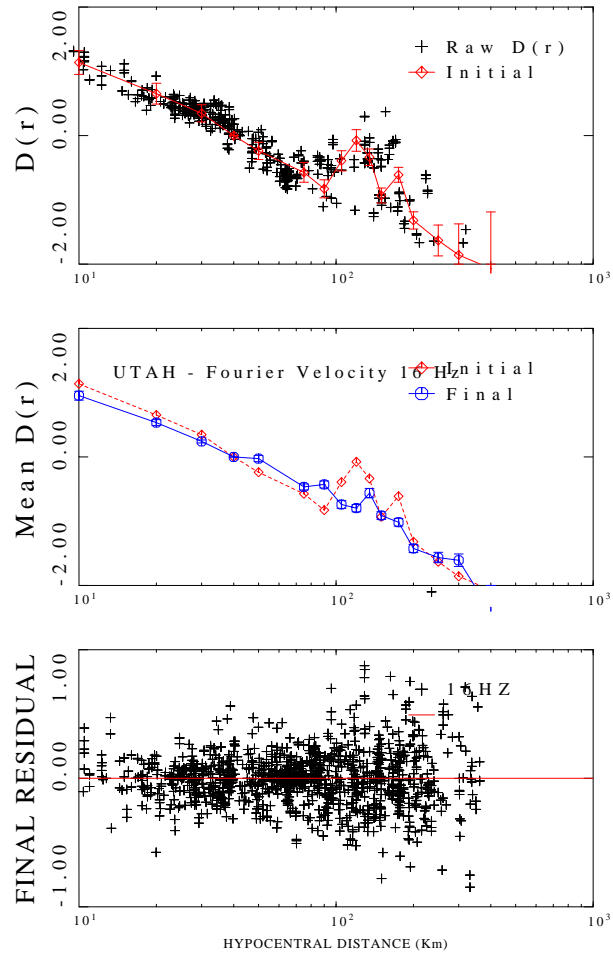 2.00
0.00
-2.00
D(r)
Raw D(r)
Initial
10¹
10²
10³
2.00
0.00
-2.00
Mean D(r)
UTAH - Fourier Velocity 16 Hz
Initial
Final
10¹
10²
10³
1.00
0.00
-1.00
FINAL RESIDUAL
16HZ
10¹
10²
10³
HYPOCENTRAL DISTANCE (Km)